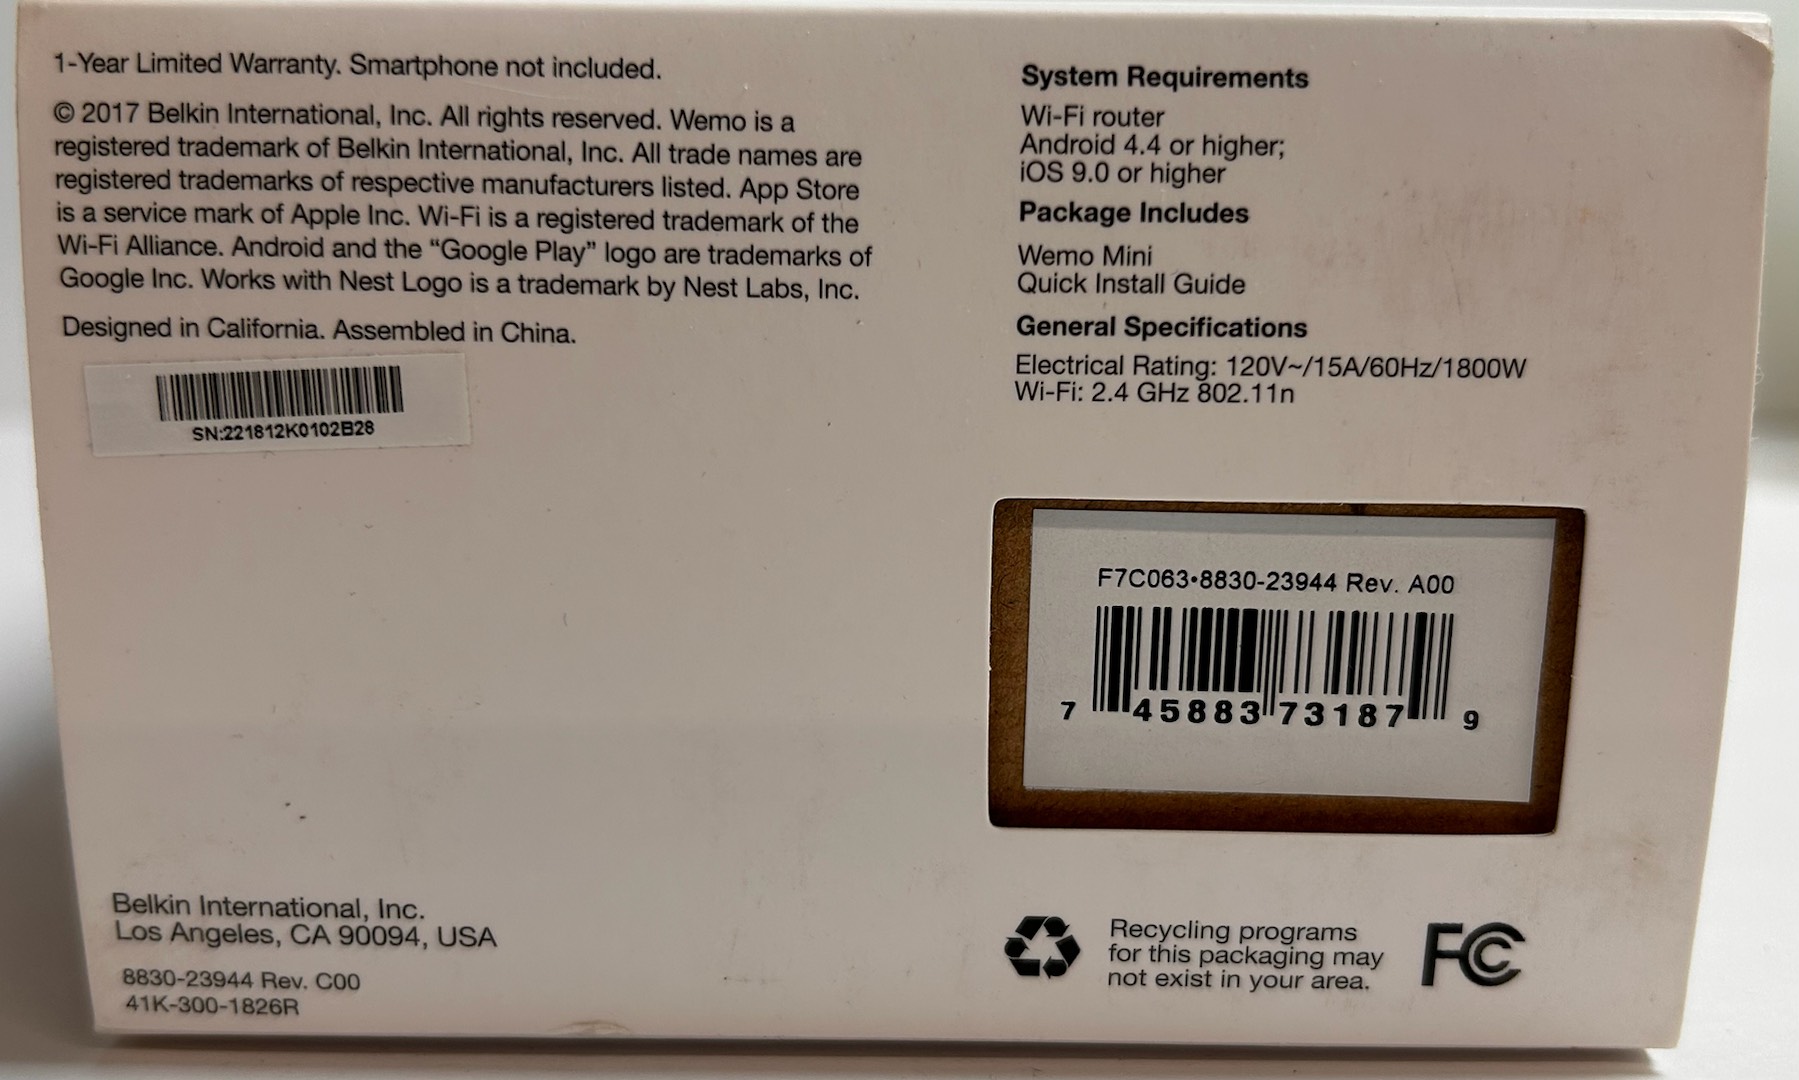 1-Year Limited Warranty. Smartphone not included.
© 2017 Belkin International, Inc. All rights reserved. Wemo is a
registered trademark of Belkin International, Inc. All trade names are
registered trademarks of respective manufacturers listed. App Store
is a service mark of Apple Inc. Wi-Fi is a registered trademark of the
Wi-Fi Alliance. Android and the “Google Play” logo are trademarks of
Google Inc. Works with Nest Logo is a trademark by Nest Labs, Inc.
Designed in California. Assembled in China.
SN:221812K0102B28
Belkin International, Inc.
Los Angeles, CA 90094, USA
8830-23944 Rev. C00
41K-300-1826R
System Requirements
Wi-Fi router
Android 4.4 or higher;
iOS 9.0 or higher
Package Includes
Wemo Mini
Quick Install Guide
General Specifications
Electrical Rating: 120V~/15A/60Hz/1800W
Wi-Fi: 2.4 GHz 802.11n
F7C063•8830-23944 Rev. A00
7 45883 73187 9
Recycling programs
for this packaging may
not exist in your area.
FC